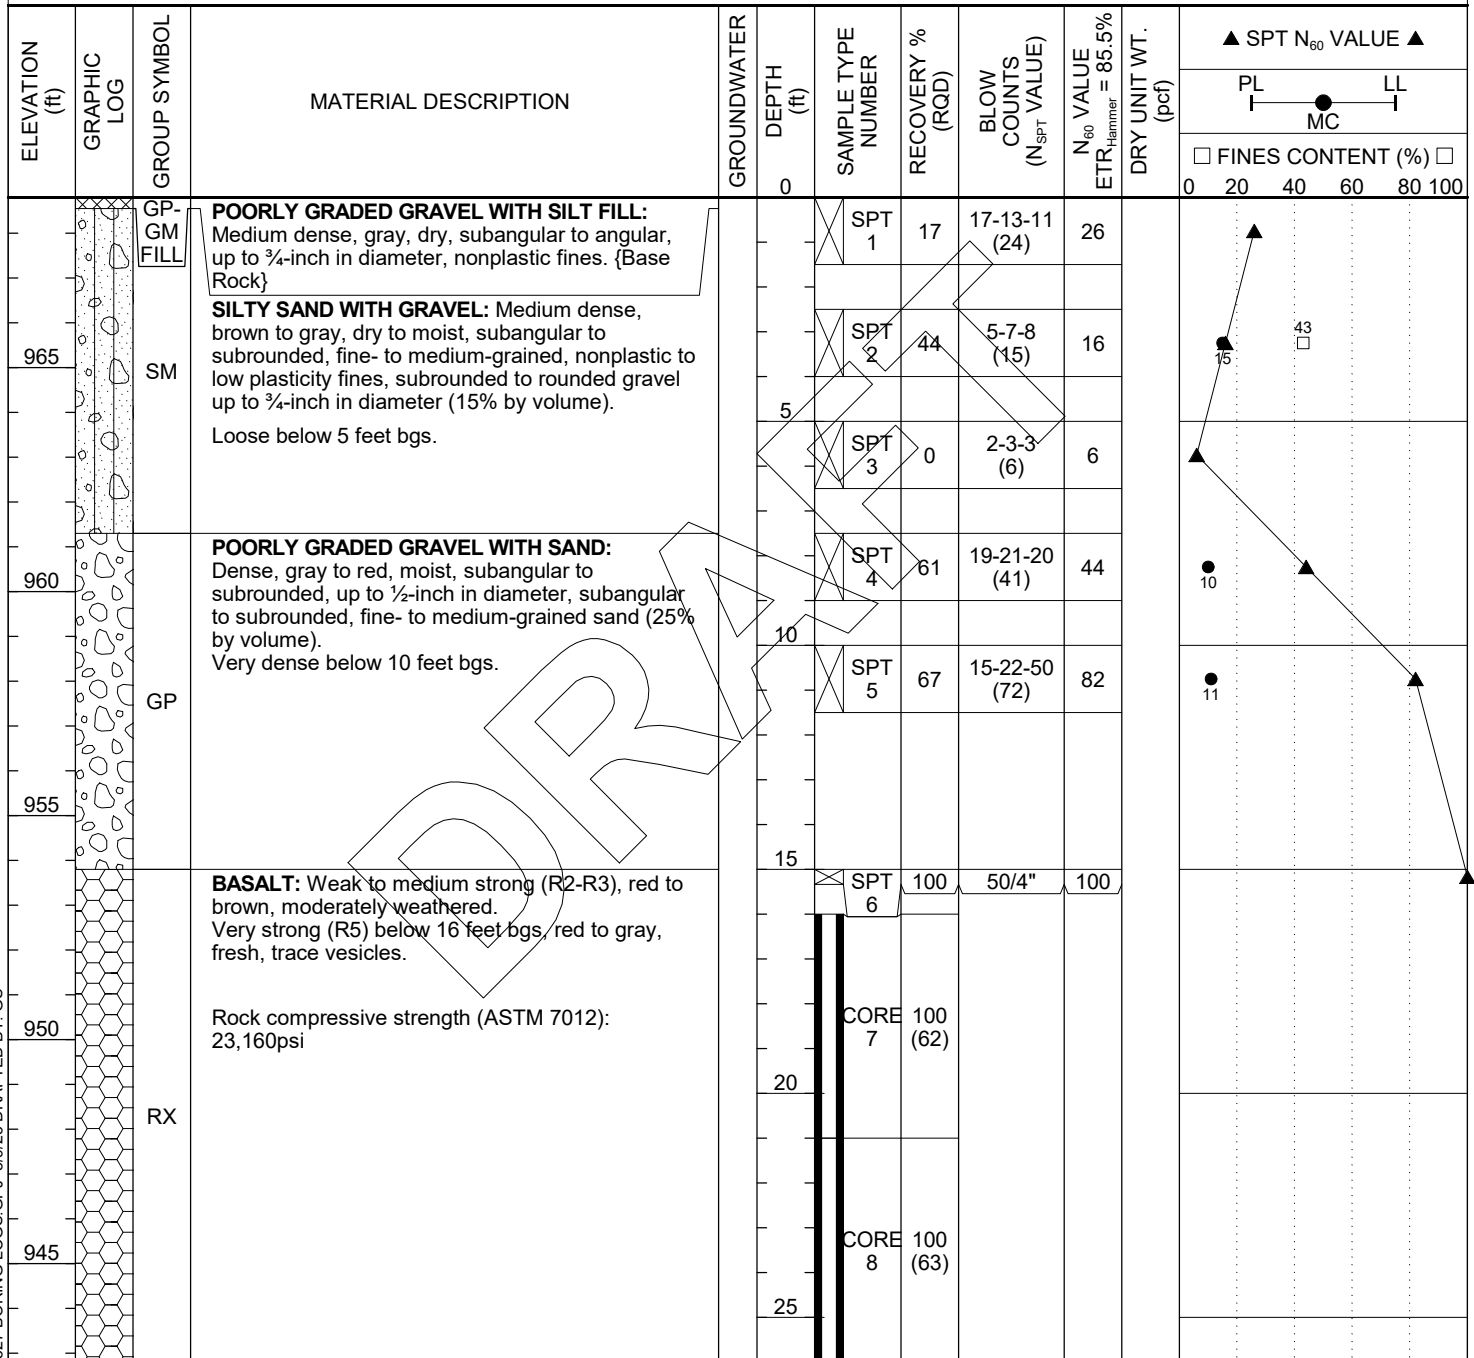 ELEVATION
(ft)
GRAPHIC
LOG
GROUP SYMBOL
MATERIAL DESCRIPTION
GROUNDWATER
DEPTH
(ft)
0
SAMPLE TYPE
NUMBER
RECOVERY %
(RQD)
BLOW
COUNTS
(N_SPT VALUE)
N60 VALUE
ETR_Hammer = 85.5%
DRY UNIT WT.
(pcf)
▲ SPT N60 VALUE ▲
PL LL
MC
□ FINES CONTENT (%) □
0 20 40 60 80 100
GP-
GM
FILL
POORLY GRADED GRAVEL WITH SILT FILL:
Medium dense, gray, dry, subangular to angular,
up to ¾-inch in diameter, nonplastic fines. {Base
Rock}
SPT
1
17
17-13-11
(24)
26
965
SM
SILTY SAND WITH GRAVEL: Medium dense,
brown to gray, dry to moist, subangular to
subrounded, fine- to medium-grained, nonplastic to
low plasticity fines, subrounded to rounded gravel
up to ¾-inch in diameter (15% by volume).
Loose below 5 feet bgs.
SPT
2
44
5-7-8
(15)
16
15
43
5
SPT
3
0
2-3-3
(6)
6
960
GP
POORLY GRADED GRAVEL WITH SAND:
Dense, gray to red, moist, subangular to
subrounded, up to ½-inch in diameter, subangular
to subrounded, fine- to medium-grained sand (25%
by volume).
Very dense below 10 feet bgs.
SPT
4
61
19-21-20
(41)
44
10
10
SPT
5
67
15-22-50
(72)
82
11
955
15
RX
BASALT: Weak to medium strong (R2-R3), red to
brown, moderately weathered.
Very strong (R5) below 16 feet bgs, red to gray,
fresh, trace vesicles.
SPT
6
100
50/4"
100
950
Rock compressive strength (ASTM 7012):
23,160psi
CORE
7
100
(62)
20
945
CORE
8
100
(63)
25
DRAFT